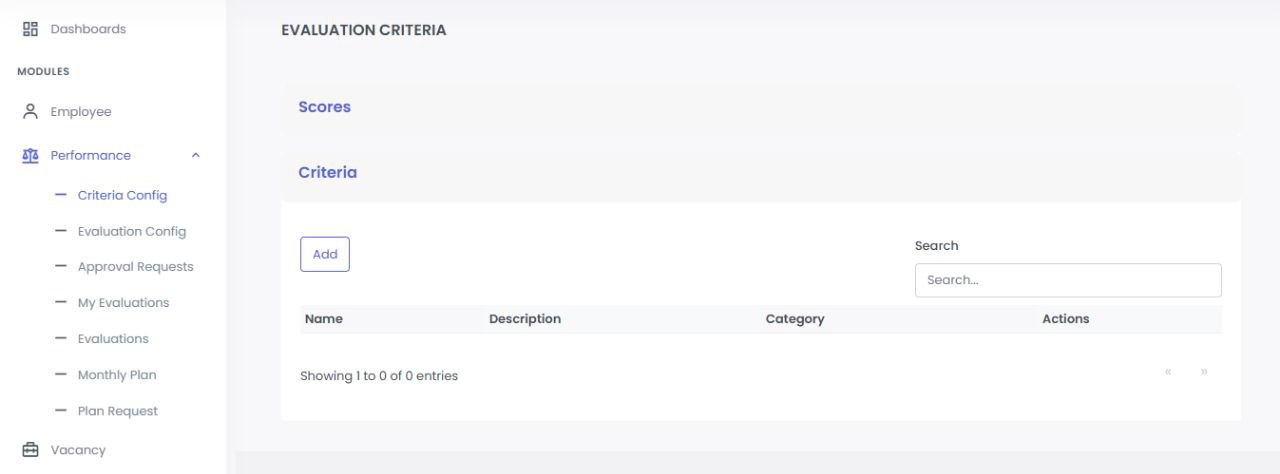 Dashboards
MODULES
Employee
Performance
Criteria Config
Evaluation Config
Approval Requests
My Evaluations
Evaluations
Monthly Plan
Plan Request
Vacancy
EVALUATION CRITERIA
Scores
Criteria
Add
Search
Search...
Name Description Category Actions
Showing 1 to 0 of 0 entries
« »